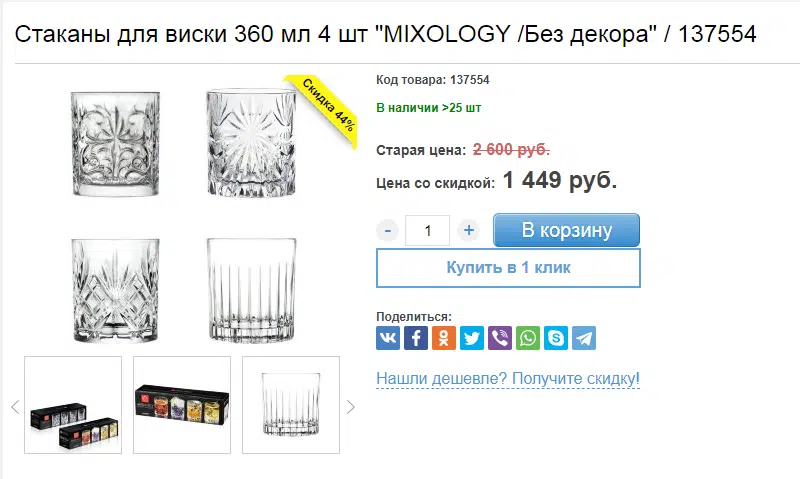 Стаканы для виски 360 мл 4 шт "MIXOLOGY /Без декора" / 137554
Скидка 44%
Код товара: 137554
В наличии >25 шт
Старая цена: 2 600 руб.
Цена со скидкой: 1 449 руб.
- 1 + В корзину
Купить в 1 клик
Поделиться:
Нашли дешевле? Получите скидку!